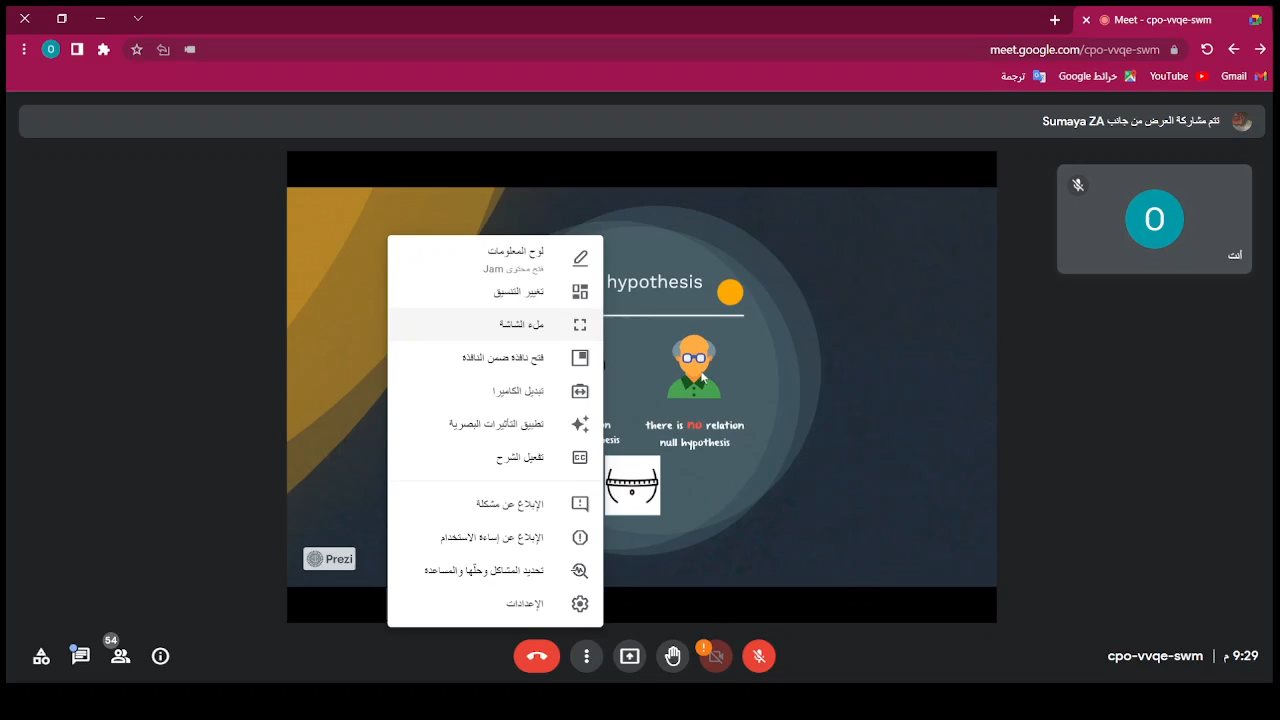 Meet - cpo-vvqe-swm
meet.google.com/cpo-vvqe-swm
O
Gmail
YouTube
خرائط Google
ترجمة
تتم مشاركة العرض من جانب Sumaya ZA
O
أنت
hypothesis
there is no relation
null hypothesis
on
esis
Prezi
لوح المعلومات
فتح محتوى Jam
تغيير التنسيق
ملء الشاشة
فتح نافذة ضمن النافذة
تبديل الكاميرا
تطبيق التأثيرات البصرية
تفعيل الشرح
CC
الإبلاغ عن مشكلة
الإبلاغ عن إساءة الاستخدام
تحديد المشاكل وحلّها والمساعدة
الإعدادات
54
cpo-vvqe-swm | 9:29 م